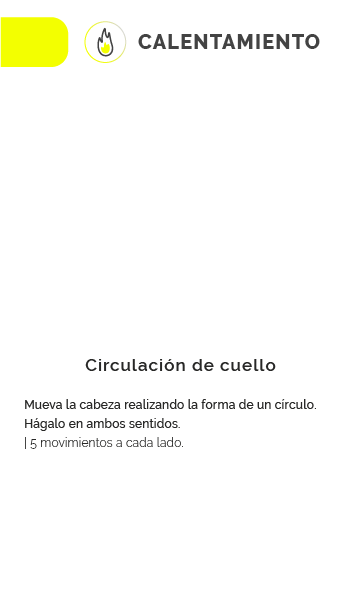 CALENTAMIENTO
Circulación de cuello
Mueva la cabeza realizando la forma de un círculo.
Hágalo en ambos sentidos.
| 5 movimientos a cada lado.